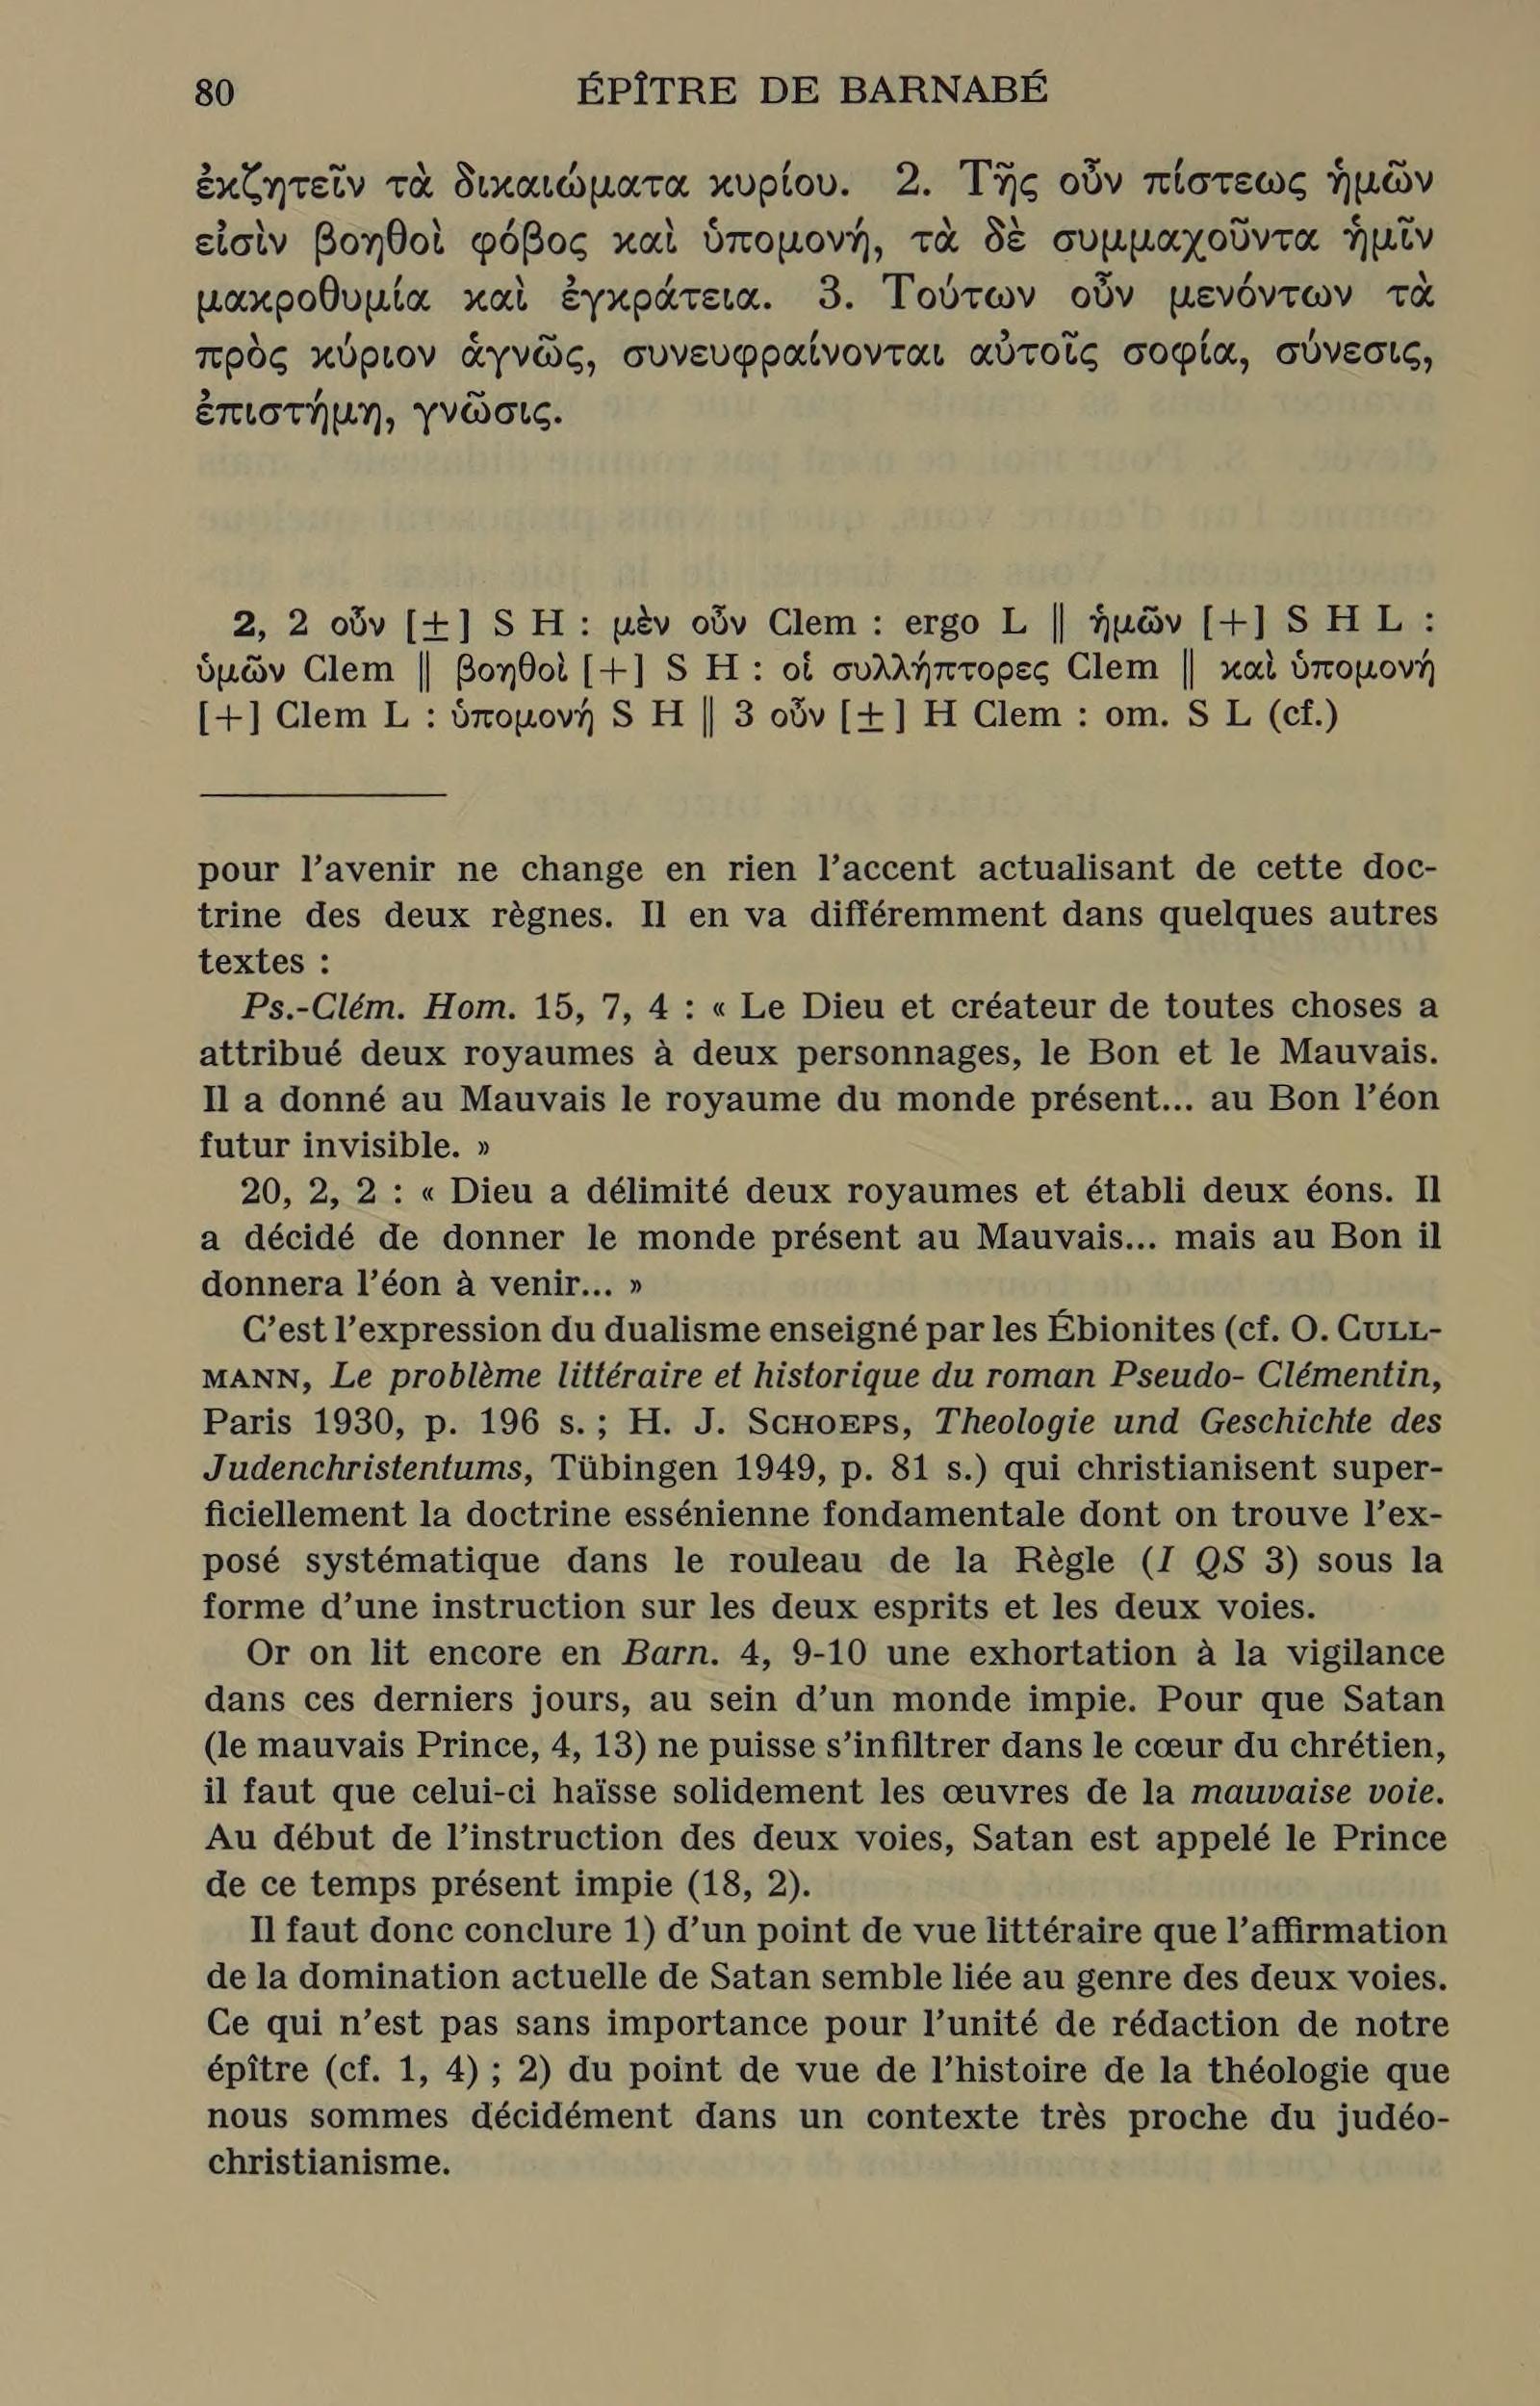 80
ÉPÎTRE DE BARNABÉ
ἐκζητεῖν τὰ δικαιώματα κυρίου. 2. Τῆς οὖν πίστεως ἡμῶν
εἰσὶν βοηθοὶ φόβος καὶ ὑπομονή, τὰ δὲ συμμαχοῦντα ἡμῖν
μακροθυμία καὶ ἐγκράτεια. 3. Τούτων οὖν μενόντων τὰ
πρὸς κύριον ἁγνῶς, συνευφραίνονται αὐτοῖς σοφία, σύνεσις,
ἐπιστήμη, γνῶσις.
2, 2 οὖν [±] S H : μὲν οὖν Clem : ergo L ‖ ἡμῶν [+] S H L :
ὑμῶν Clem ‖ βοηθοὶ [+] S H : οἱ συλλήπτορες Clem ‖ καὶ ὑπομονή
[+] Clem L : ὑπομονή S H ‖ 3 οὖν [±] H Clem : om. S L (cf.)
pour l'avenir ne change en rien l'accent actualisant de cette doc-
trine des deux règnes. Il en va différemment dans quelques autres
textes :
Ps.-Clém. Hom. 15, 7, 4 : « Le Dieu et créateur de toutes choses a
attribué deux royaumes à deux personnages, le Bon et le Mauvais.
Il a donné au Mauvais le royaume du monde présent... au Bon l'éon
futur invisible. »
20, 2, 2 : « Dieu a délimité deux royaumes et établi deux éons. Il
a décidé de donner le monde présent au Mauvais... mais au Bon il
donnera l'éon à venir... »
C'est l'expression du dualisme enseigné par les Ébionites (cf. O. CULL-
MANN, Le problème littéraire et historique du roman Pseudo- Clémentin,
Paris 1930, p. 196 s. ; H. J. SCHOEPS, Theologie und Geschichte des
Judenchristentums, Tübingen 1949, p. 81 s.) qui christianisent super-
ficiellement la doctrine essénienne fondamentale dont on trouve l'ex-
posé systématique dans le rouleau de la Règle (I QS 3) sous la
forme d'une instruction sur les deux esprits et les deux voies.
Or on lit encore en Barn. 4, 9-10 une exhortation à la vigilance
dans ces derniers jours, au sein d'un monde impie. Pour que Satan
(le mauvais Prince, 4, 13) ne puisse s'infiltrer dans le cœur du chrétien,
il faut que celui-ci haïsse solidement les œuvres de la mauvaise voie.
Au début de l'instruction des deux voies, Satan est appelé le Prince
de ce temps présent impie (18, 2).
Il faut donc conclure 1) d'un point de vue littéraire que l'affirmation
de la domination actuelle de Satan semble liée au genre des deux voies.
Ce qui n'est pas sans importance pour l'unité de rédaction de notre
épître (cf. 1, 4) ; 2) du point de vue de l'histoire de la théologie que
nous sommes décidément dans un contexte très proche du judéo-
christianisme.